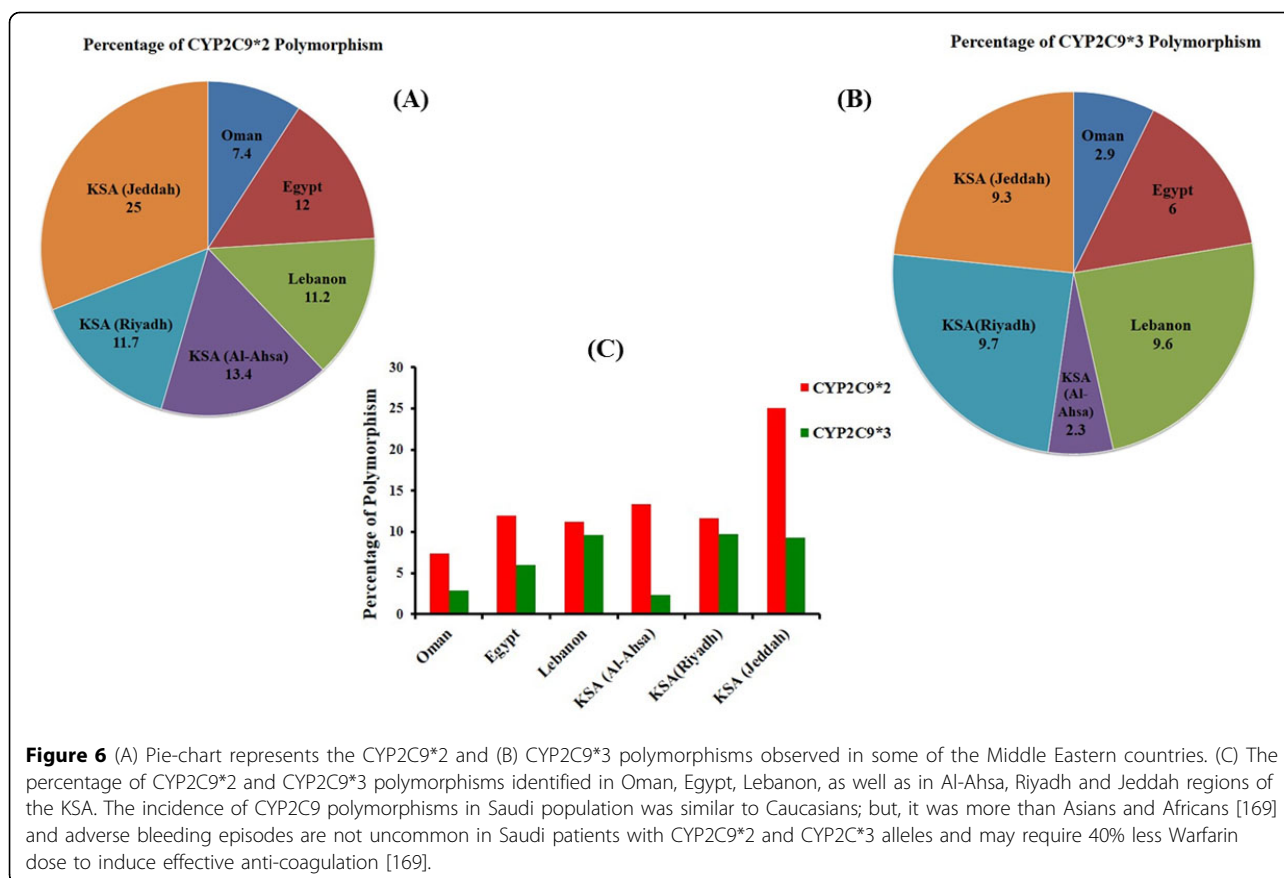 Percentage of CYP2C9*2 Polymorphism
(A)
Oman
7.4
Egypt
12
Lebanon
11.2
KSA (Al-Ahsa)
13.4
KSA (Riyadh)
11.7
KSA (Jeddah)
25
Percentage of CYP2C9*3 Polymorphism
(B)
Oman
2.9
Egypt
6
Lebanon
9.6
KSA
(Al-
Ahsa)
2.3
KSA(Riyadh)
9.7
KSA (Jeddah)
9.3
(C)
Percentage of Polymorphism
30
25
20
15
10
5
0
CYP2C9*2
CYP2C9*3
Oman
Egypt
Lebanon
KSA (Al-Ahsa)
KSA(Riyadh)
KSA (Jeddah)
Figure 6 (A) Pie-chart represents the CYP2C9*2 and (B) CYP2C9*3 polymorphisms observed in some of the Middle Eastern countries. (C) The
percentage of CYP2C9*2 and CYP2C9*3 polymorphisms identified in Oman, Egypt, Lebanon, as well as in Al-Ahsa, Riyadh and Jeddah regions of
the KSA. The incidence of CYP2C9 polymorphisms in Saudi population was similar to Caucasians; but, it was more than Asians and Africans [169]
and adverse bleeding episodes are not uncommon in Saudi patients with CYP2C9*2 and CYP2C*3 alleles and may require 40% less Warfarin
dose to induce effective anti-coagulation [169].